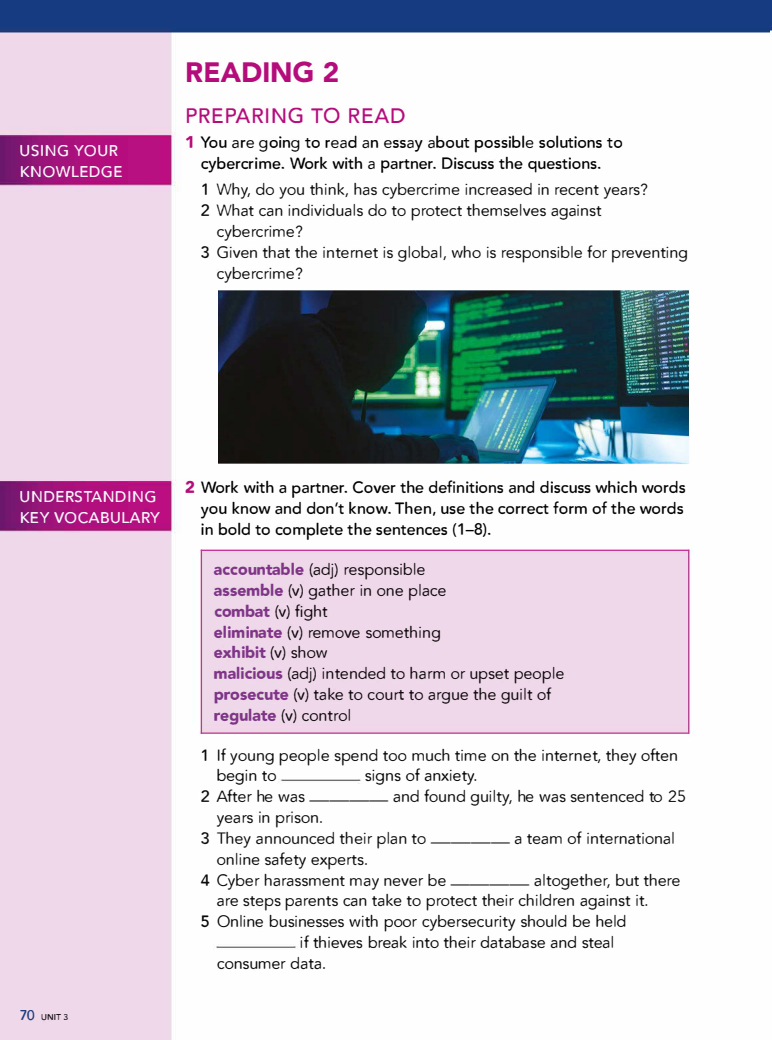 READING 2
PREPARING TO READ
USING YOUR
KNOWLEDGE
1 You are going to read an essay about possible solutions to
cybercrime. Work with a partner. Discuss the questions.
1 Why, do you think, has cybercrime increased in recent years?
2 What can individuals do to protect themselves against
cybercrime?
3 Given that the internet is global, who is responsible for preventing
cybercrime?
UNDERSTANDING
KEY VOCABULARY
2 Work with a partner. Cover the definitions and discuss which words
you know and don't know. Then, use the correct form of the words
in bold to complete the sentences (1–8).
accountable (adj) responsible
assemble (v) gather in one place
combat (v) fight
eliminate (v) remove something
exhibit (v) show
malicious (adj) intended to harm or upset people
prosecute (v) take to court to argue the guilt of
regulate (v) control
1 If young people spend too much time on the internet, they often
begin to __________ signs of anxiety.
2 After he was __________ and found guilty, he was sentenced to 25
years in prison.
3 They announced their plan to __________ a team of international
online safety experts.
4 Cyber harassment may never be __________ altogether, but there
are steps parents can take to protect their children against it.
5 Online businesses with poor cybersecurity should be held
__________ if thieves break into their database and steal
consumer data.
70 UNIT 3